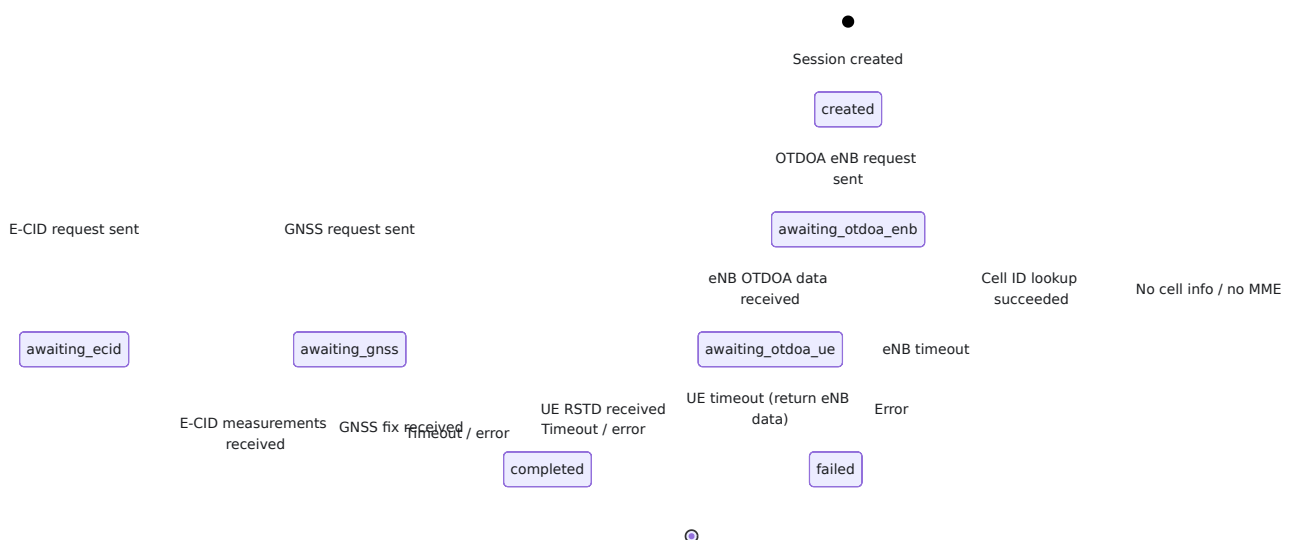 Session created
created
OTDOA eNB request
sent
E-CID request sent
GNSS request sent
awaiting_otdoa_enb
eNB OTDOA data
received
Cell ID lookup
succeeded
No cell info / no MME
awaiting_ecid
awaiting_gnss
awaiting_otdoa_ue
eNB timeout
E-CID measurements
received
GNSS fix received
Timeout / error
UE RSTD received
Timeout / error
UE timeout (return eNB
data)
Error
completed
failed